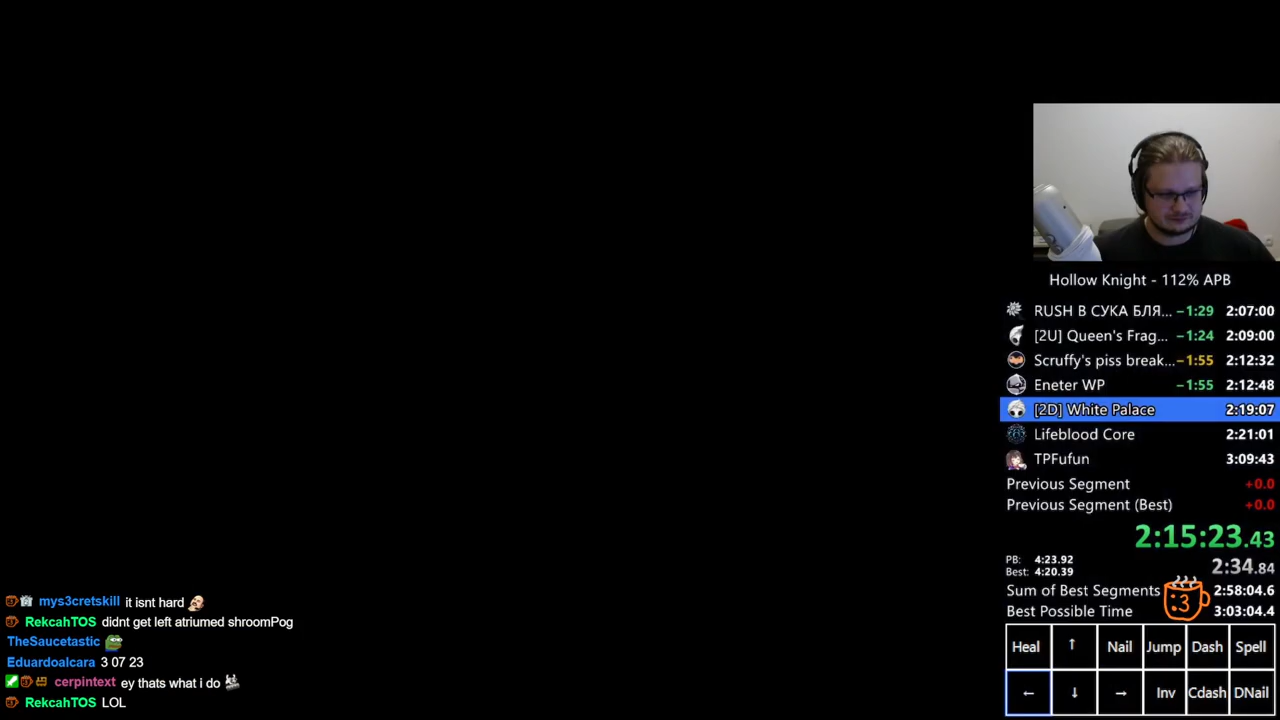 Hollow Knight - 112% APB
RUSH В СУКА БЛЯ... −1:29 2:07:00
[2U] Queen's Frag... −1:24 2:09:00
Scruffy's piss break... −1:55 2:12:32
Eneter WP −1:55 2:12:48
[2D] White Palace 2:19:07
Lifeblood Core 2:21:01
TPFufun 3:09:43
Previous Segment +0.0
Previous Segment (Best) +0.0
2:15:23.43
PB: 4:23.92
Best: 4:20.39
2:34.84
Sum of Best Segments 2:58:04.6
Best Possible Time 3:03:04.4
:3
Heal ↑ Nail Jump Dash Spell
← ↓ → Inv Cdash DNail
mys3cretskill it isnt hard
RekcahTOS didnt get left atriumed shroomPog
TheSaucetastic
Eduardoalcara 3 07 23
cerpintext ey thats what i do
RekcahTOS LOL